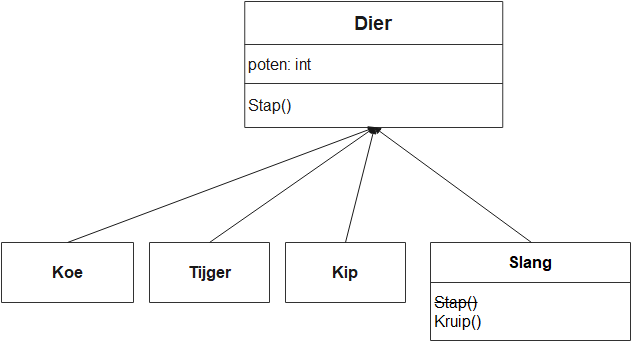 Dier
poten: int
Stap()
Koe
Tijger
Kip
Slang
Stap()
Kruip()